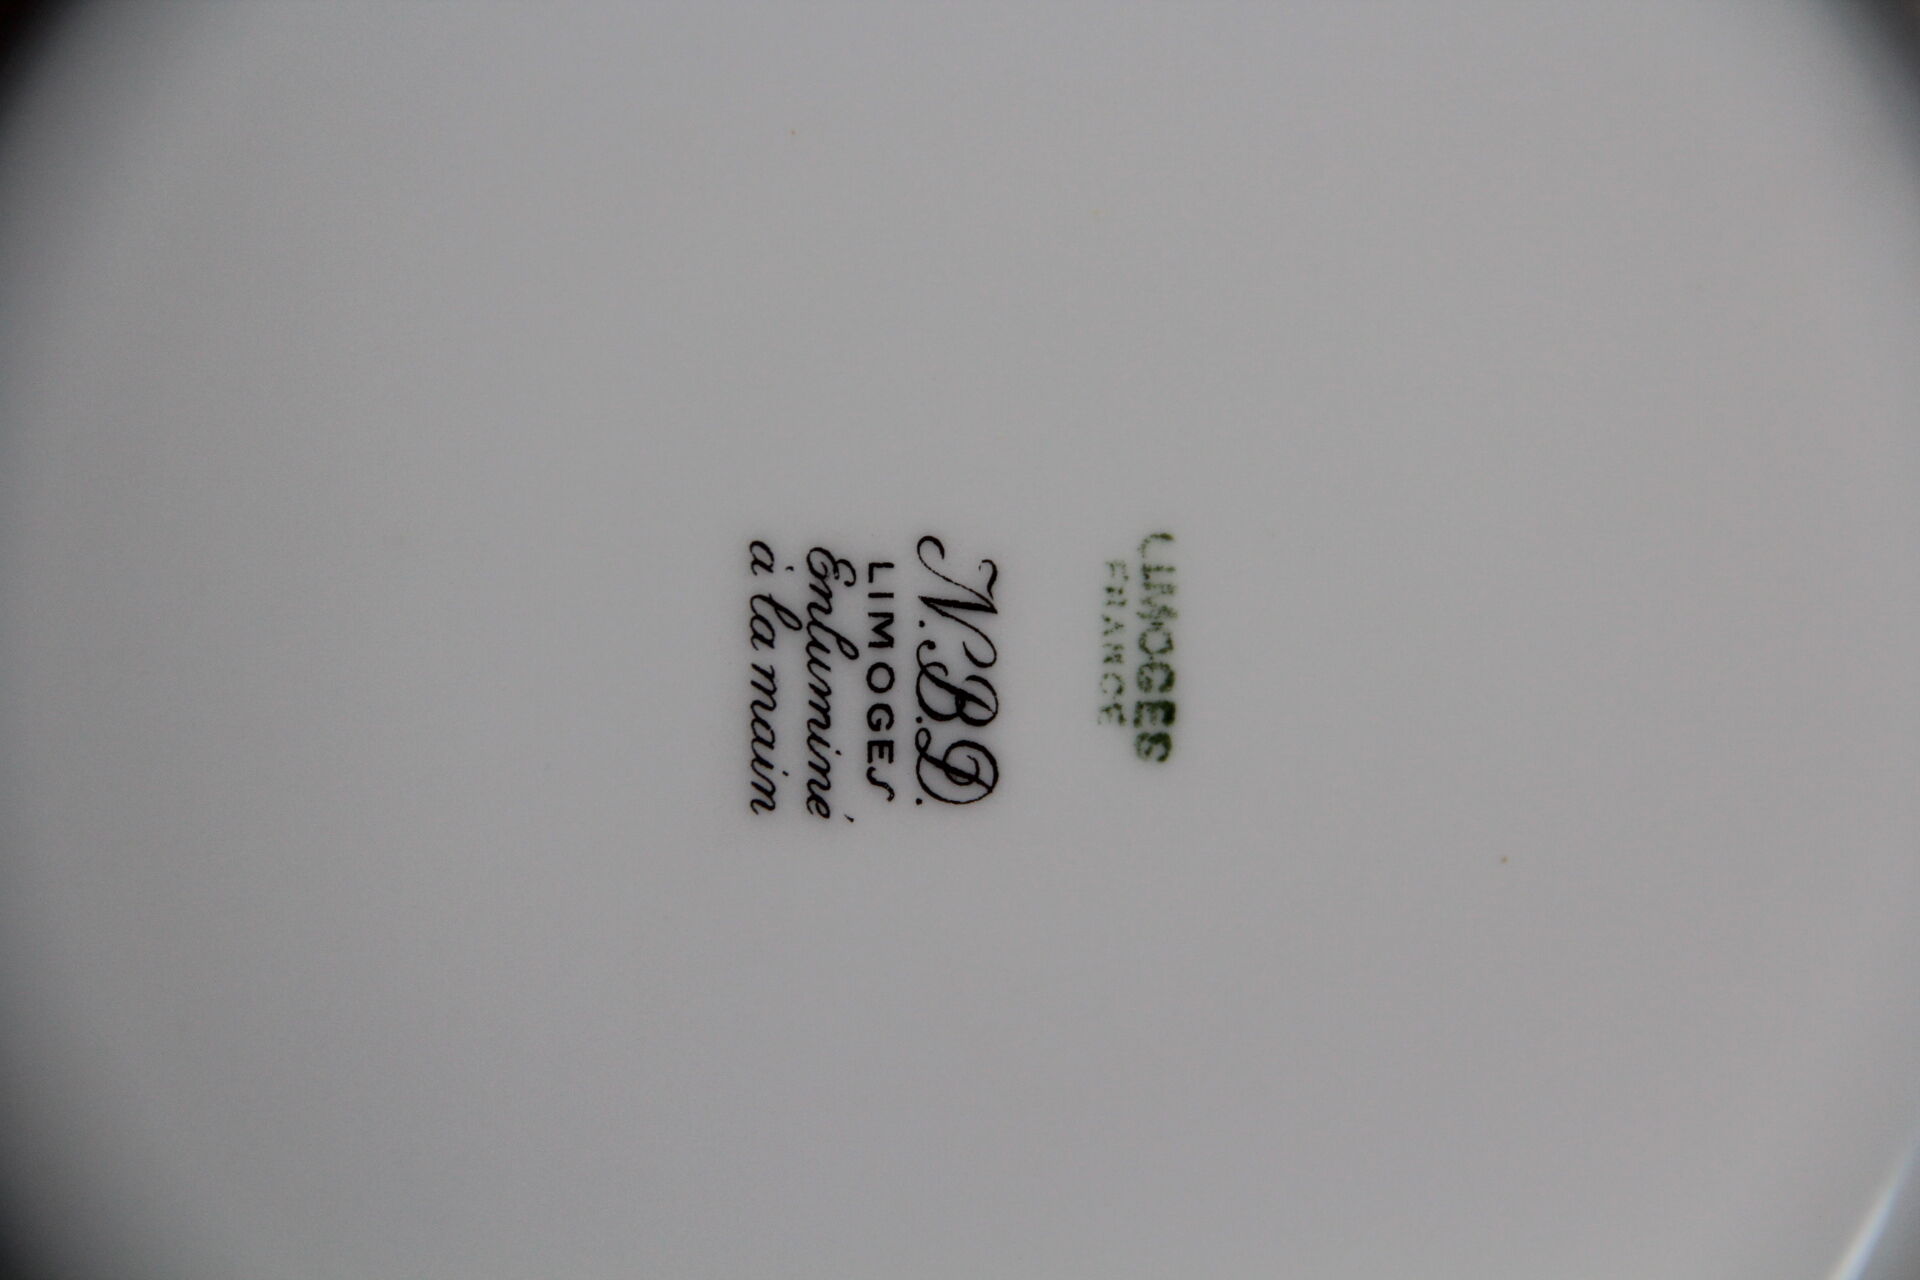 LIMOGES
FRANCE
N.B.D.
LIMOGES
Enluminé
à la main